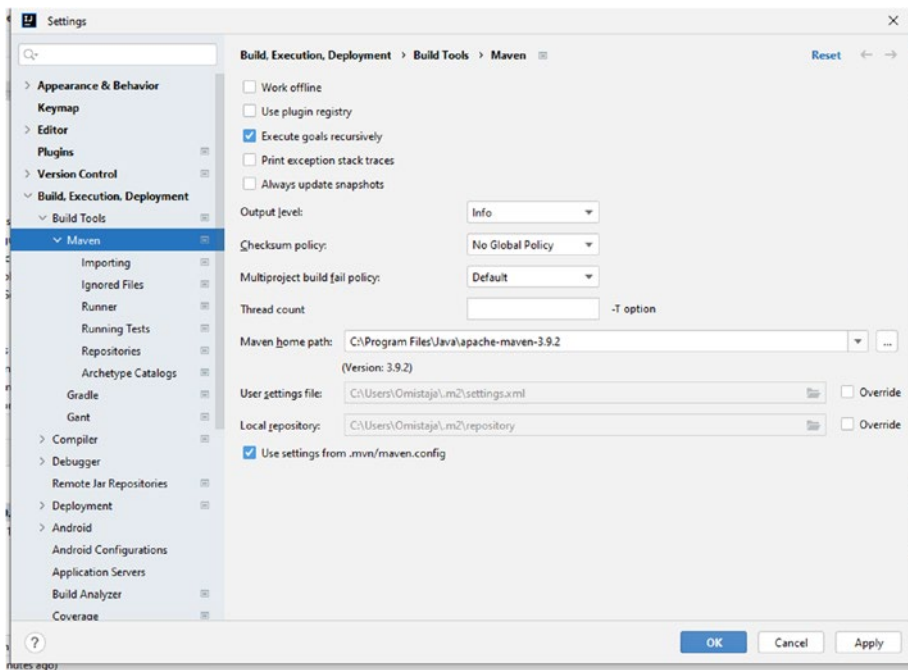 Settings
Appearance & Behavior
Keymap
Editor
Plugins
Version Control
Build, Execution, Deployment
Build Tools
Maven
Importing
Ignored Files
Runner
Running Tests
Repositories
Archetype Catalogs
Gradle
Gant
Compiler
Debugger
Remote Jar Repositories
Deployment
Android
Android Configurations
Application Servers
Build Analyzer
Coverage
Build, Execution, Deployment > Build Tools > Maven
Reset
Work offline
Use plugin registry
Execute goals recursively
Print exception stack traces
Always update snapshots
Output level: Info
Checksum policy: No Global Policy
Multiproject build fail policy: Default
Thread count -T option
Maven home path: C:\Program Files\Java\apache-maven-3.9.2 ...
(Version: 3.9.2)
User settings file: C:\Users\Omistaja\.m2\settings.xml Override
Local repository: C:\Users\Omistaja\.m2\repository Override
Use settings from .mvn/maven.config
? OK Cancel Apply
nutes ago)